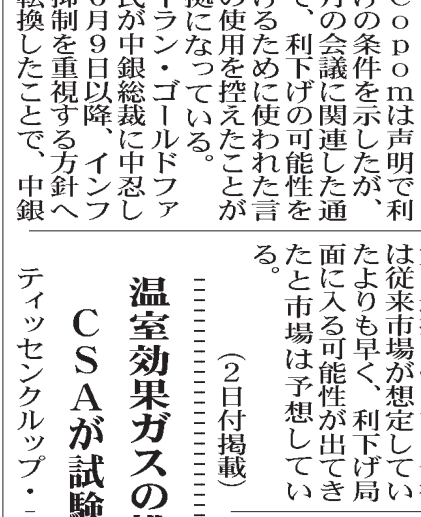 Ｃｏｐｏｍは声明で利
の条件を示したが、
の会議に関連した通
、利下げの可能性を
けるために使われた言
の使用を控えたことが
拠になっている。
ラン・ゴールドファ
氏が中銀総裁に中忍し
月９日以降、インフ
抑制を重視する方針へ
転換したことで、中銀
は従来市場が想定してい
たよりも早く、利下げ局
面に入る可能性が出てき
たと市場は予想してい
る。
（２日付掲載）
温室効果ガスの
ＣＳＡが試験
ティッセンクルップ・